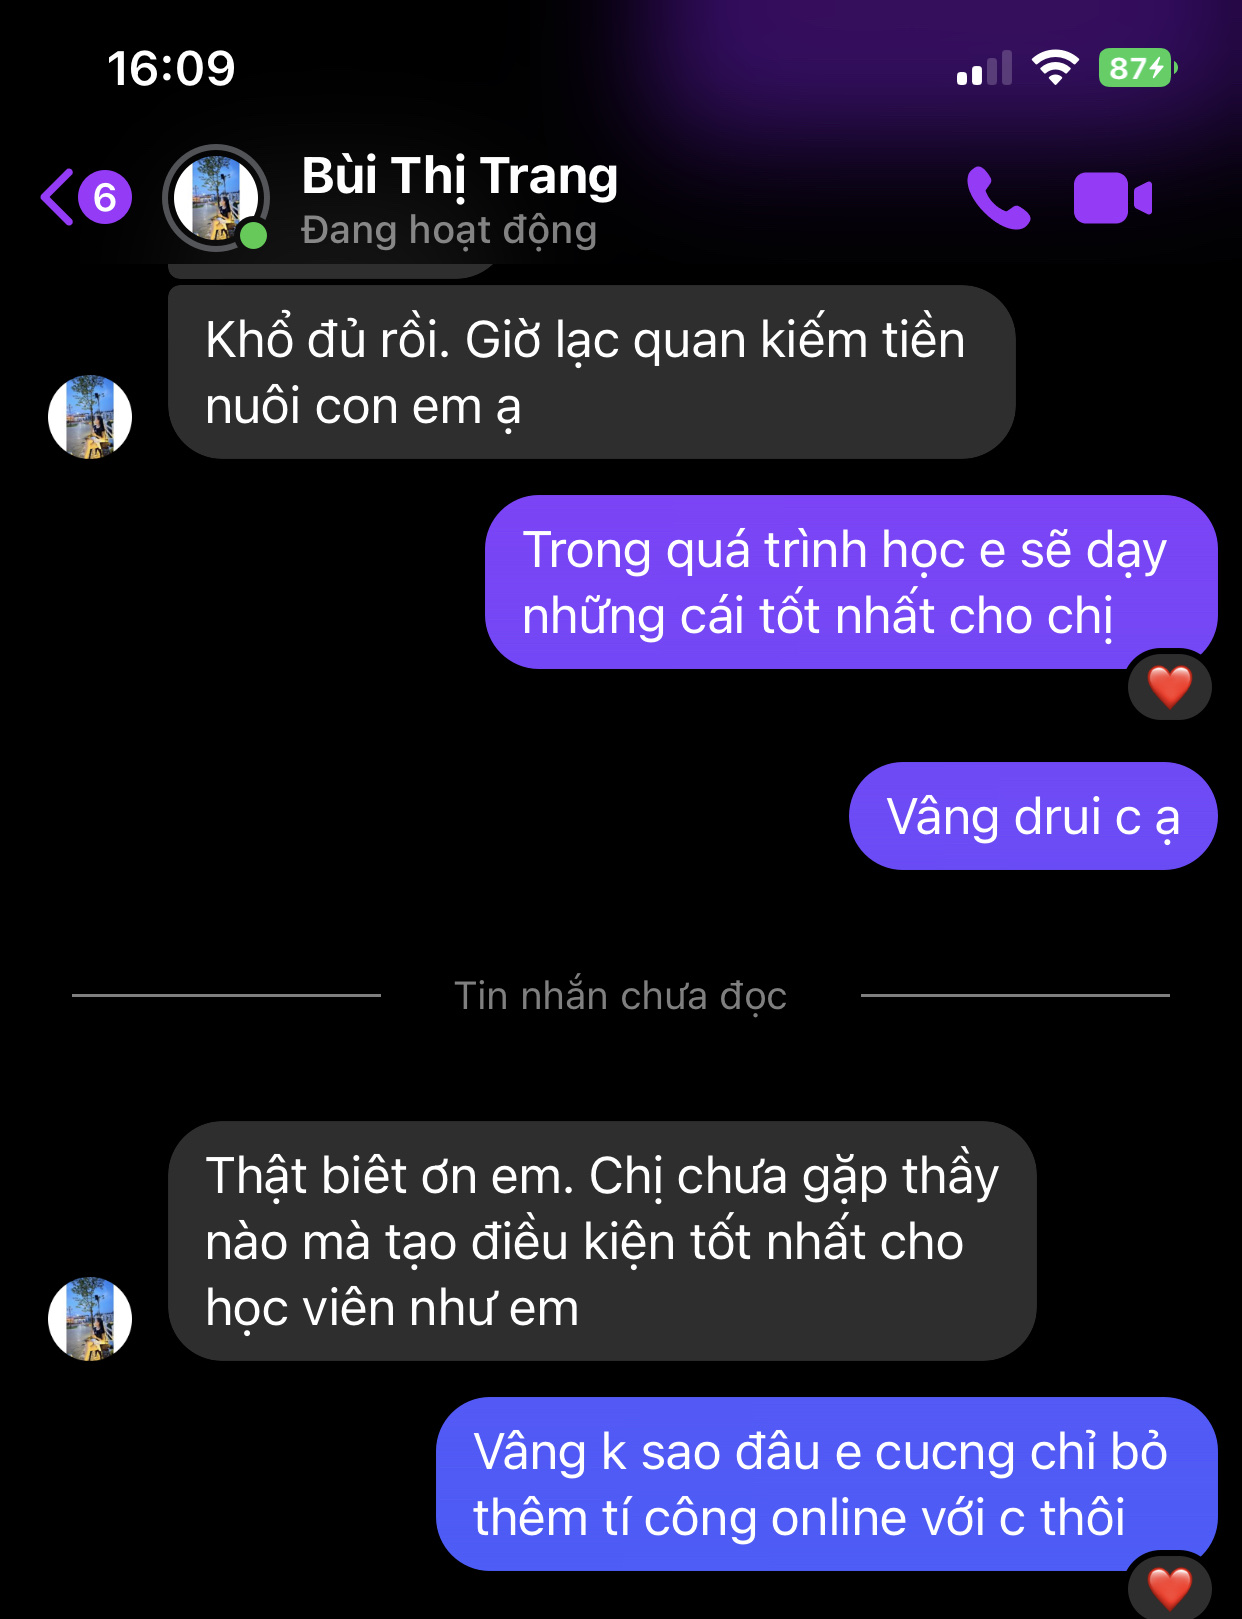 16:09
87
6
Bùi Thị Trang
Đang hoạt động
Khổ đủ rồi. Giờ lạc quan kiếm tiền
nuôi con em ạ
Trong quá trình học e sẽ dạy
những cái tốt nhất cho chị
Vâng drui c ạ
Tin nhắn chưa đọc
Thật biêt ơn em. Chị chưa gặp thầy
nào mà tạo điều kiện tốt nhất cho
học viên như em
Vâng k sao đâu e cucng chỉ bỏ
thêm tí công online với c thôi